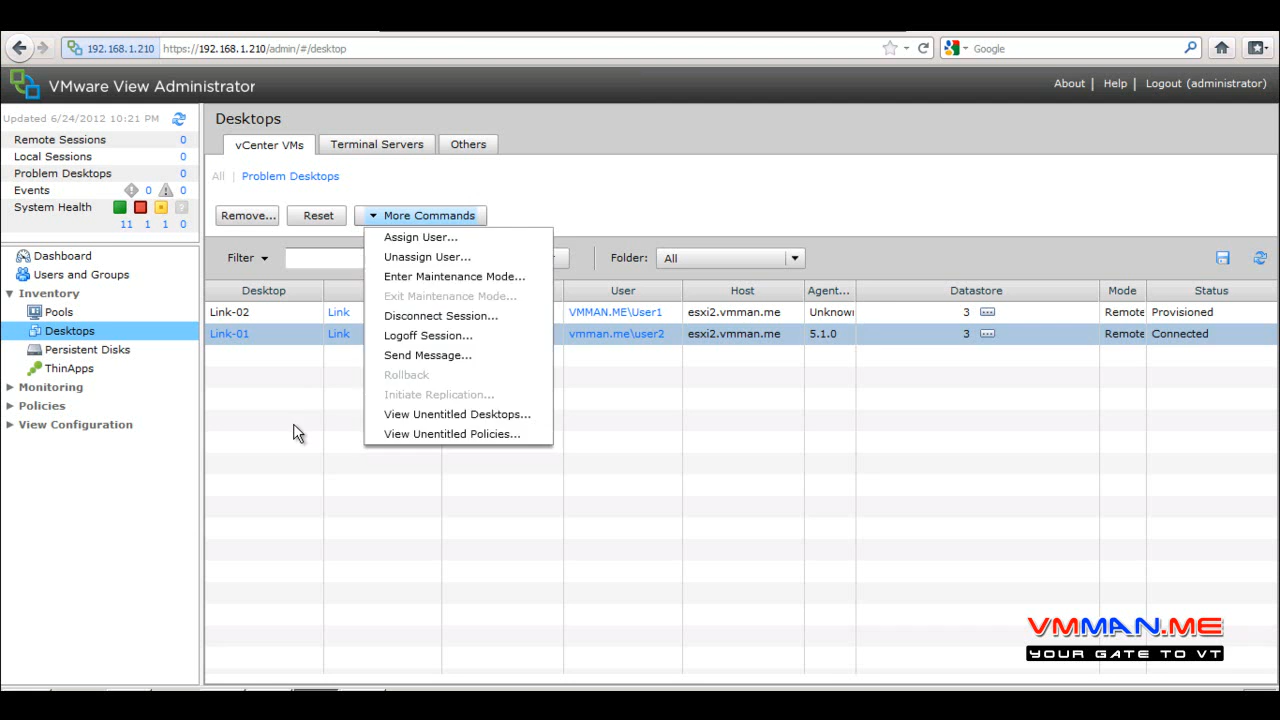 192.168.1.210
https://192.168.1.210/admin/#/desktop
Google
VMware View Administrator
About | Help | Logout (administrator)
Updated 6/24/2012 10:21 PM
Remote Sessions 0
Local Sessions 0
Problem Desktops 0
Events 0 0
System Health
11 1 1 0
Dashboard
Users and Groups
Inventory
Pools
Desktops
Persistent Disks
ThinApps
Monitoring
Policies
View Configuration
Desktops
vCenter VMs Terminal Servers Others
All | Problem Desktops
Remove... Reset More Commands
Filter Folder: All
Assign User...
Unassign User...
Enter Maintenance Mode...
Exit Maintenance Mode...
Disconnect Session...
Logoff Session...
Send Message...
Rollback
Initiate Replication...
View Unentitled Desktops...
View Unentitled Policies...
Desktop User Host Agent... Datastore Mode Status
Link-02 Link VMMAN.ME\User1 esxi2.vmman.me Unknown 3 Remote Provisioned
Link-01 Link vmman.me\user2 esxi2.vmman.me 5.1.0 3 Remote Connected
VMMAN.ME
YOUR GATE TO VT